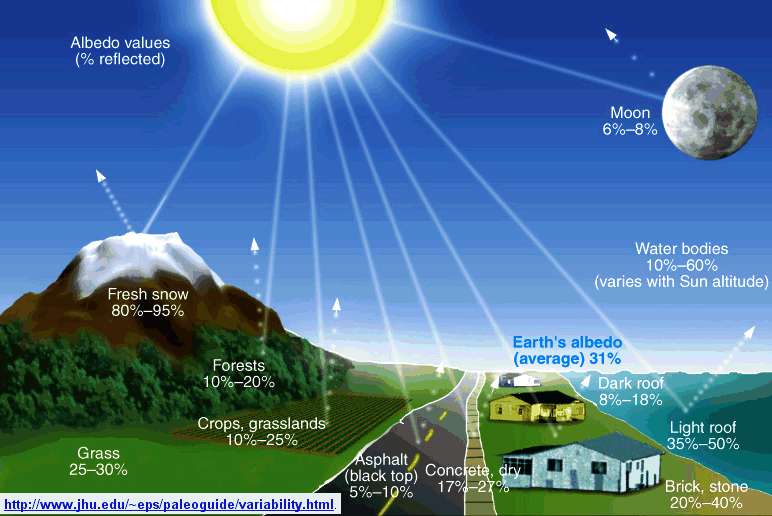 Albedo values
(% reflected)
Moon
6%–8%
Water bodies
10%–60%
(varies with Sun altitude)
Fresh snow
80%–95%
Earth's albedo
(average) 31%
Forests
10%–20%
Dark roof
8%–18%
Crops, grasslands
10%–25%
Light roof
35%–50%
Grass
25–30%
Asphalt
(black top)
5%–10%
Concrete, dry
17%–27%
Brick, stone
20%–40%
http://www.jhu.edu/~eps/paleoguide/variability.html.